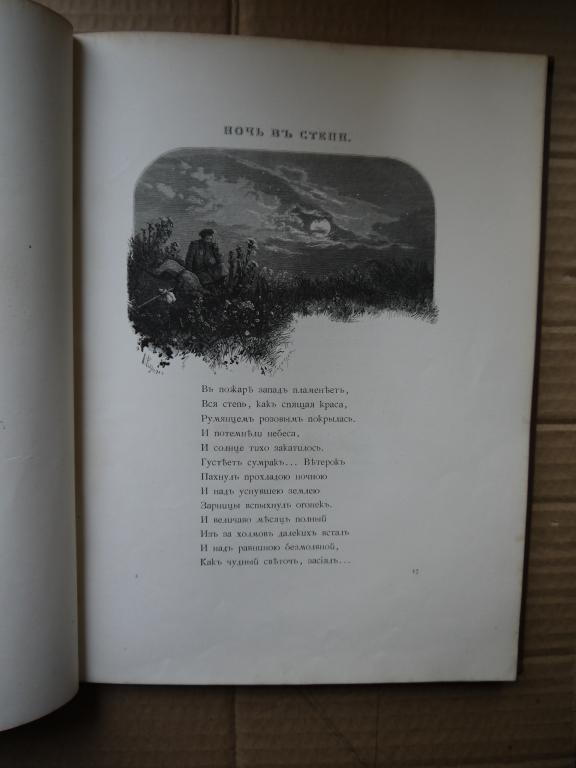 НОЧЬ ВЪ СТЕПИ.
Въ пожарѣ западъ пламенѣетъ,
Вся степь, какъ спящая краса,
Румянцемъ розовымъ покрылась.
И потемнѣли небеса,
И солнце тихо закатилось.
Густѣетъ сумракъ... Вѣтерокъ
Пахнулъ прохладою ночною
И надъ уснувшею землею
Зарницы вспыхнулъ огонекъ.
И величаво мѣсяцъ полный
Изъ за холмовъ далекихъ всталъ
И надъ равниною безмолвной,
Какъ чудный свѣточъ, засіялъ...
17